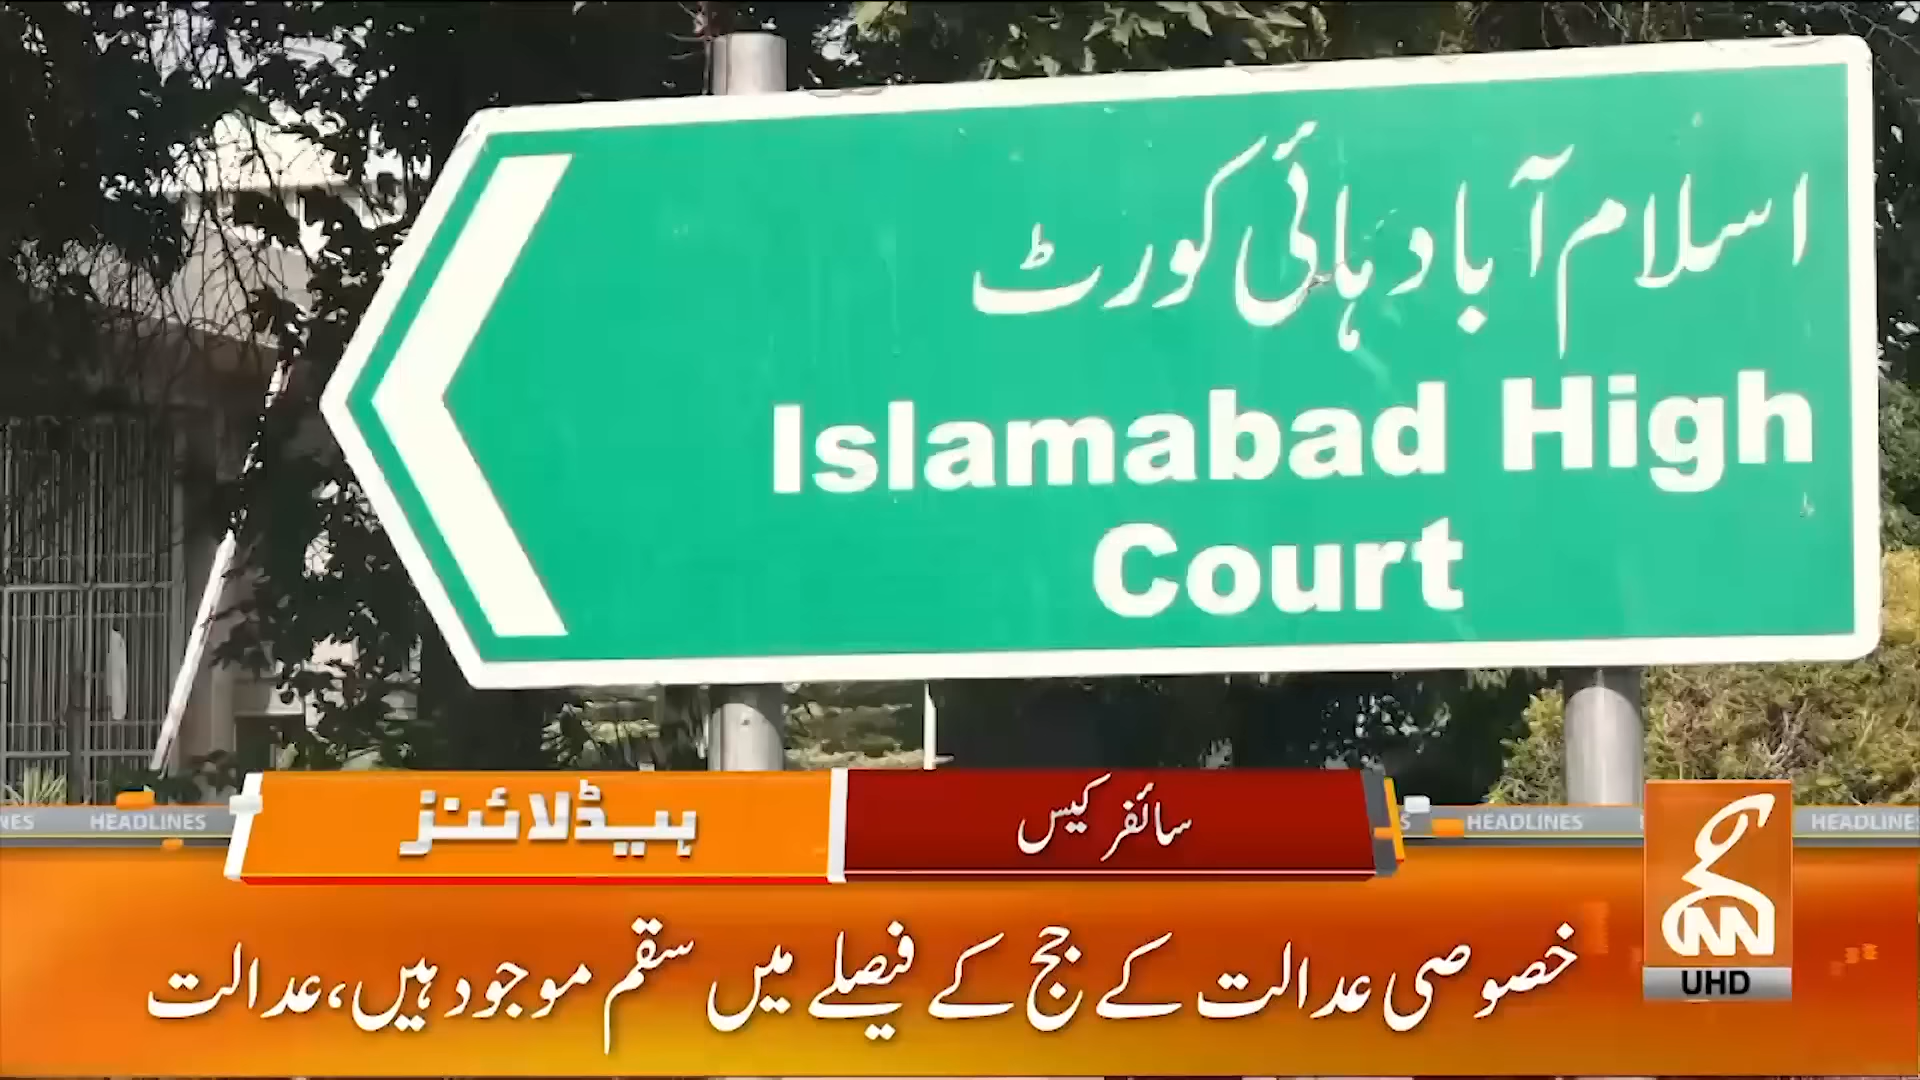 اسلام آباد ہائی کورٹ
Islamabad High
Court
ہیڈلائنز
سائفر کیس
HEADLINES
HEADLINES
HEADLINES
GNN
UHD
خصوصی عدالت کے جج کے فیصلے میں سقم موجود ہیں، عدالت